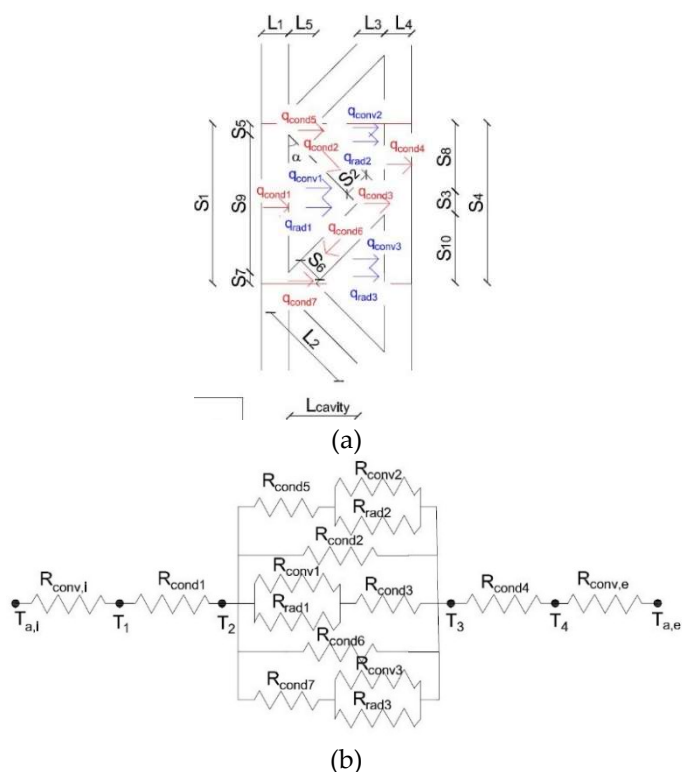 L1 L5 L3 L4
qcond5 qconv2
S5
qcond2 qcond4
α qrad2 S8
qconv1 S2
S1 S9 qcond1 qcond3 S3 S4
qrad1 qcond6
S10
qconv3
S7 S6
qcond7 qrad3
L2
Lcavity
(a)
Rconv2
Rcond5
Rrad2
Rcond2
Rconv1
Rconv,i Rcond1 Rrad1 Rcond3 Rcond4 Rconv,e
Ta,i T1 T2 T3 T4 Ta,e
Rcond6
Rconv3
Rcond7
Rrad3
(b)